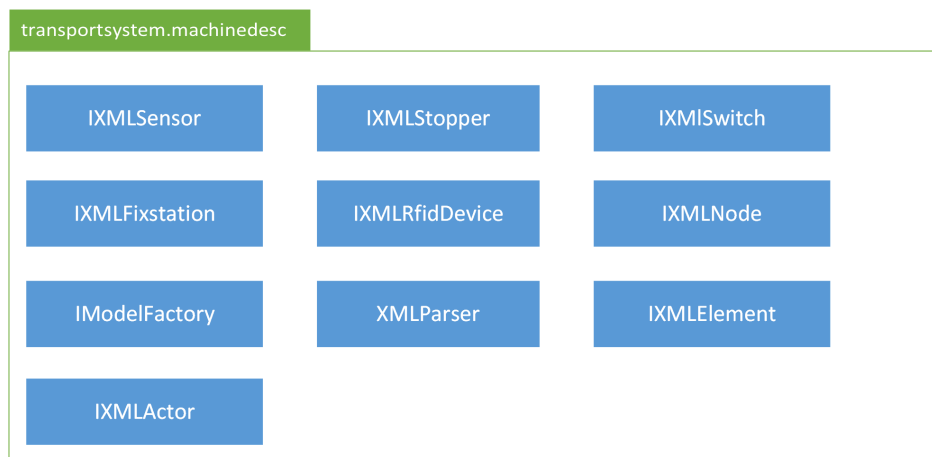 transportsystem.machinedesc
IXMLSensor
IXMLStopper
IXMlSwitch
IXMLFixstation
IXMLRfidDevice
IXMLNode
IModelFactory
XMLParser
IXMLElement
IXMLActor